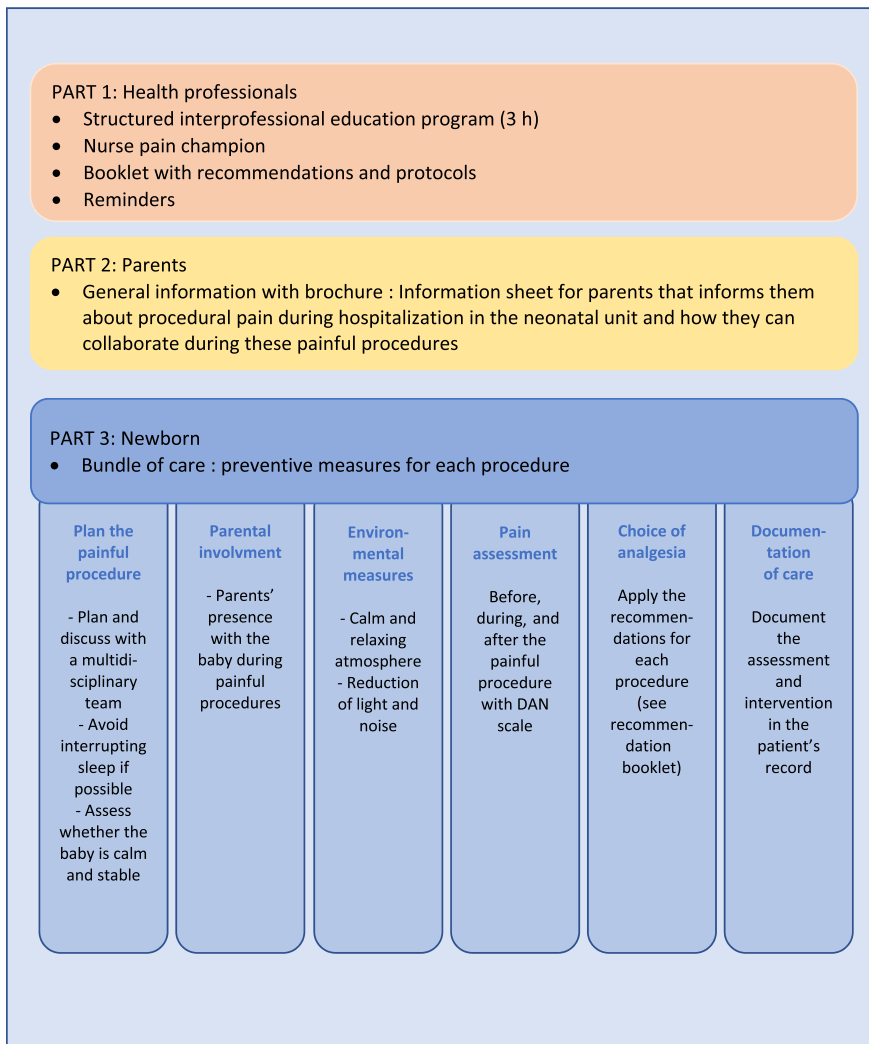 PART 1: Health professionals
• Structured interprofessional education program (3 h)
• Nurse pain champion
• Booklet with recommendations and protocols
• Reminders
PART 2: Parents
• General information with brochure : Information sheet for parents that informs them
about procedural pain during hospitalization in the neonatal unit and how they can
collaborate during these painful procedures
PART 3: Newborn
• Bundle of care : preventive measures for each procedure
Plan the
painful
procedure
- Plan and
discuss with
a multidi-
sciplinary
team
- Avoid
interrupting
sleep if
possible
- Assess
whether the
baby is calm
and stable
Parental
involvment
- Parents’
presence
with the
baby during
painful
procedures
Environ-
mental
measures
- Calm and
relaxing
atmosphere
- Reduction
of light and
noise
Pain
assessment
Before,
during, and
after the
painful
procedure
with DAN
scale
Choice of
analgesia
Apply the
recommen-
dations for
each
procedure
(see
recommen-
dation
booklet)
Documen-
tation
of care
Document
the
assessment
and
intervention
in the
patient’s
record